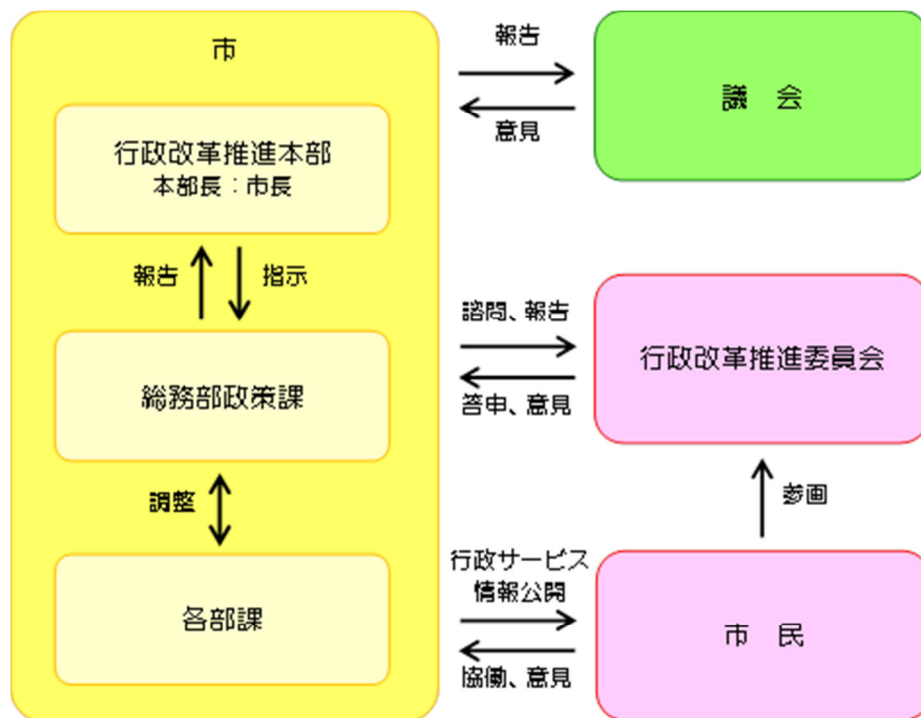 市
行政改革推進本部
本部長：市長
報告
指示
総務部政策課
調整
各部課
報告
意見
議　会
諮問、報告
答申、意見
行政改革推進委員会
参画
行政サービス
情報公開
協働、意見
市　民